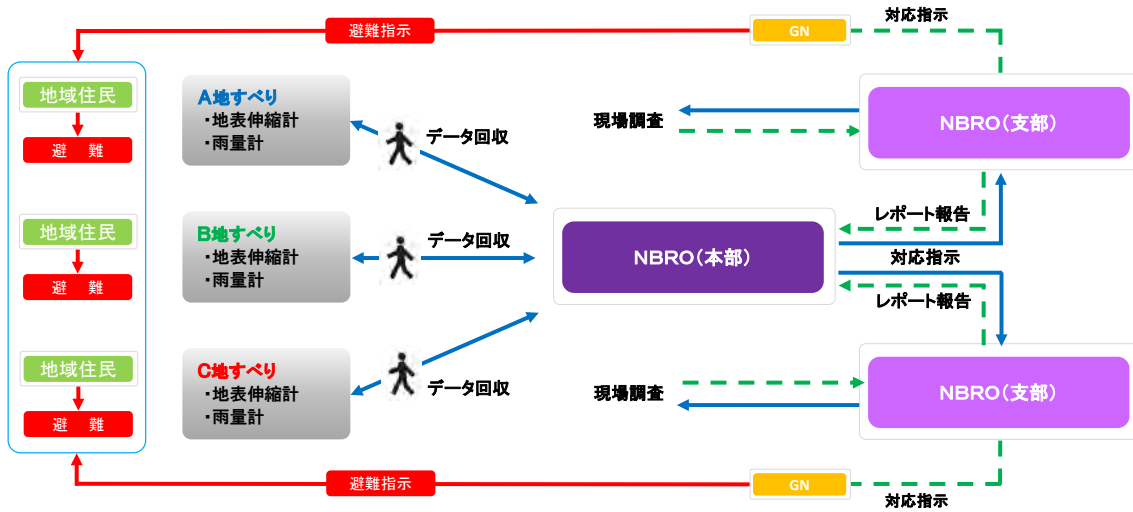 対応指示
避難指示
GN
地域住民
避　難
A地すべり
・地表伸縮計
・雨量計
データ回収
現場調査
NBRO（支部）
地域住民
避　難
B地すべり
・地表伸縮計
・雨量計
データ回収
NBRO（本部）
レポート報告
対応指示
レポート報告
地域住民
避　難
C地すべり
・地表伸縮計
・雨量計
データ回収
現場調査
NBRO（支部）
避難指示
GN
対応指示